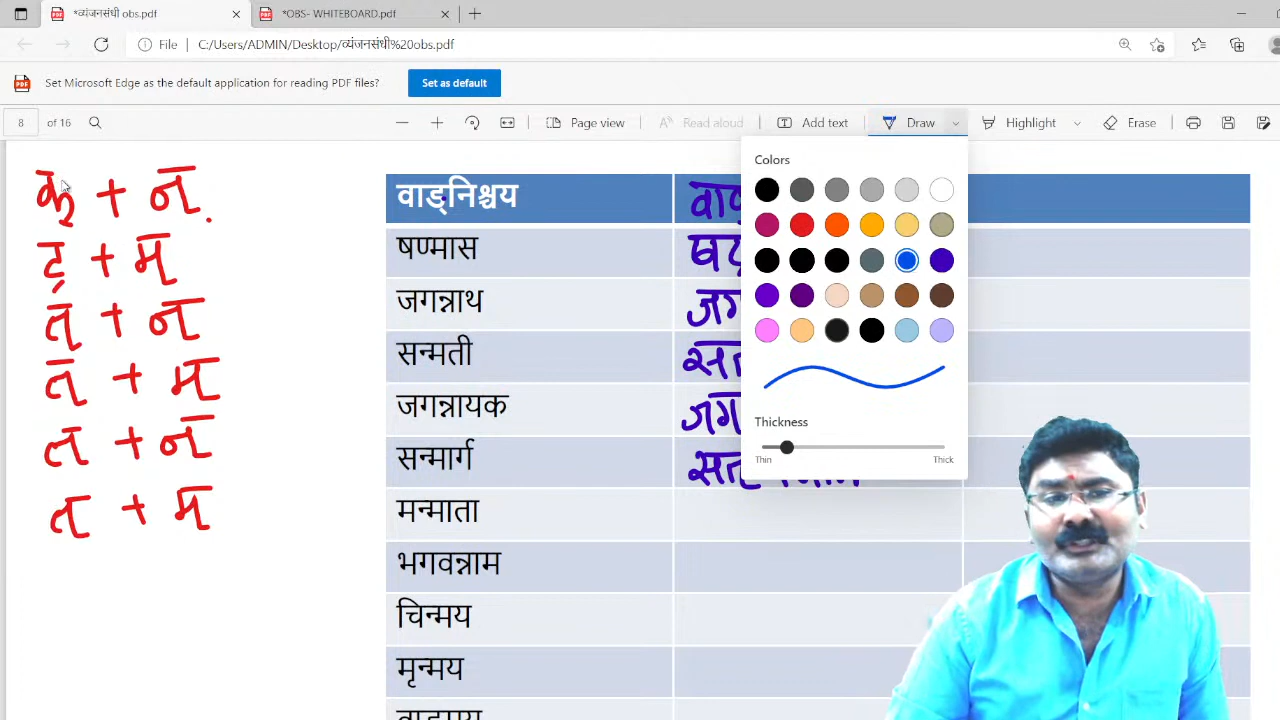 *व्यंजनसंधी obs.pdf
*OBS- WHITEBOARD.pdf
File C:/Users/ADMIN/Desktop/व्यंजनसंधी%20obs.pdf
Set Microsoft Edge as the default application for reading PDF files? Set as default
8 of 16 Page view Read aloud Add text Draw Highlight Erase
Colors
Thickness
Thin Thick
क् + न
ट् + म
त् + न
त + म
त + न
त + म
वाङ्निश्चय
षण्मास
जगन्नाथ
सन्मती
जगन्नायक
सन्मार्ग
मन्माता
भगवन्नाम
चिन्मय
मृन्मय